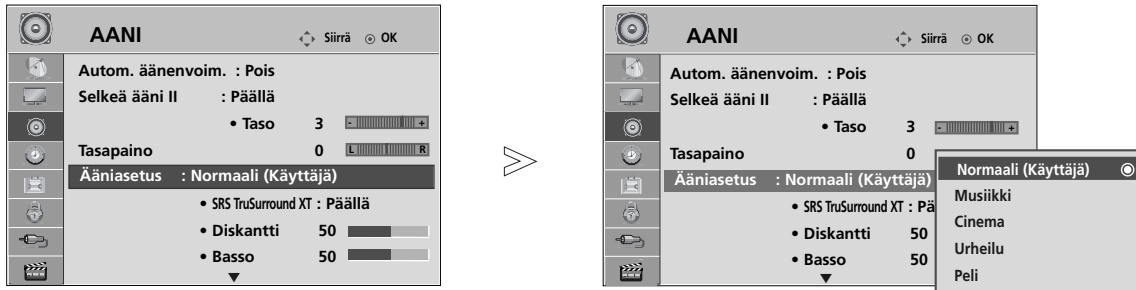 AANI Siirrä OK
Autom. äänenvoim. : Pois
Selkeä ääni II : Päällä
• Taso 3 - +
Tasapaino 0 L R
Ääniasetus : Normaali (Käyttäjä)
• SRS TruSurround XT : Päällä
• Diskantti 50
• Basso 50
▼
AANI Siirrä OK
Autom. äänenvoim. : Pois
Selkeä ääni II : Päällä
• Taso 3 - +
Tasapaino 0
Ääniasetus : Normaali (Käyttäjä)
• SRS TruSurround XT : Pä
• Diskantti 50
• Basso 50
▼
Normaali (Käyttäjä)
Musiikki
Cinema
Urheilu
Peli